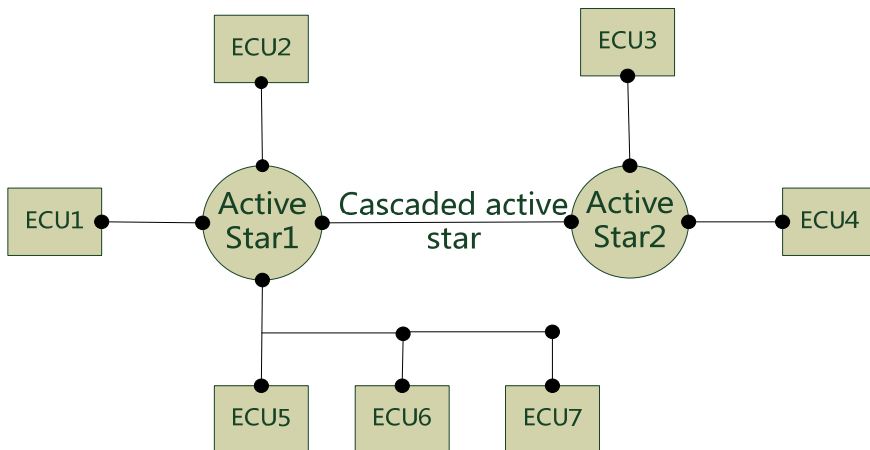 ECU2
ECU3
ECU1
Active
Star1
Cascaded active
star
Active
Star2
ECU4
ECU5
ECU6
ECU7